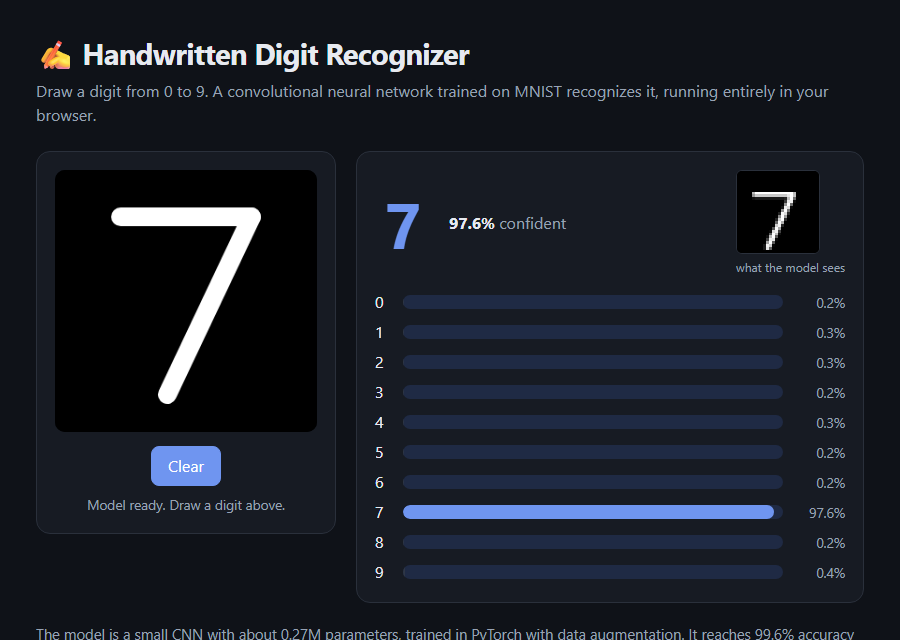 ✍️ Handwritten Digit Recognizer
Draw a digit from 0 to 9. A convolutional neural network trained on MNIST recognizes it, running entirely in your
browser.
7
Clear
Model ready. Draw a digit above.
7 97.6% confident
7
what the model sees
0 0.2%
1 0.3%
2 0.3%
3 0.2%
4 0.3%
5 0.2%
6 0.2%
7 97.6%
8 0.2%
9 0.4%
The model is a small CNN with about 0.27M parameters, trained in PyTorch with data augmentation. It reaches 99.6% accuracy